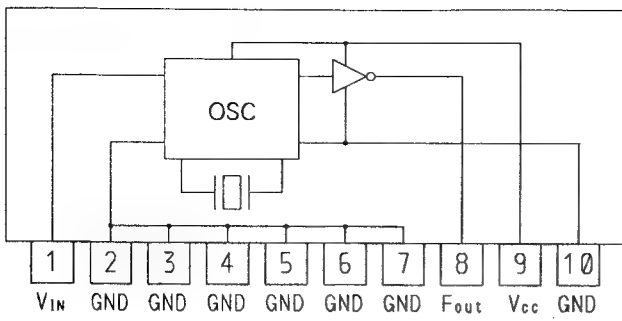 OSC
1 2 3 4 5 6 7 8 9 10
VIN GND GND GND GND GND GND Fout Vcc GND